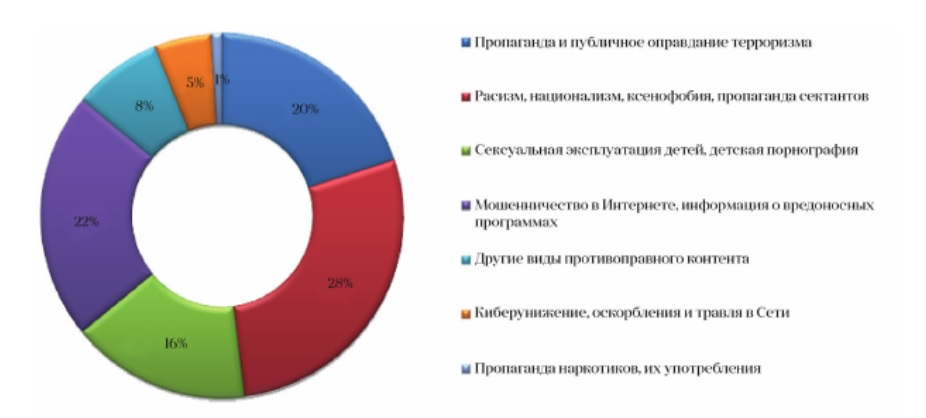 1%
5%
8%
20%
22%
28%
16%
Пропаганда и публичное оправдание терроризма
Расизм, национализм, ксенофобия, пропаганда сектантов
Сексуальная эксплуатация детей, детская порнография
Мошенничество в Интернете, информация о вредоносных
программах
Другие виды противоправного контента
Киберунижение, оскорбления и травля в Сети
Пропаганда наркотиков, их употребления